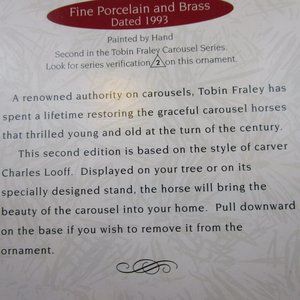 Fine Porcelain and Brass
Dated 1993
Painted by Hand
Second in the Tobin Fraley Carousel Series.
Look for series verification 2 on this ornament.
A renowned authority on carousels, Tobin Fraley has
spent a lifetime restoring the graceful carousel horses
that thrilled young and old at the turn of the century.
This second edition is based on the style of carver
Charles Looff. Displayed on your tree or on its
specially designed stand, the horse will bring the
beauty of the carousel into your home. Pull downward
on the base if you wish to remove it from the
ornament.